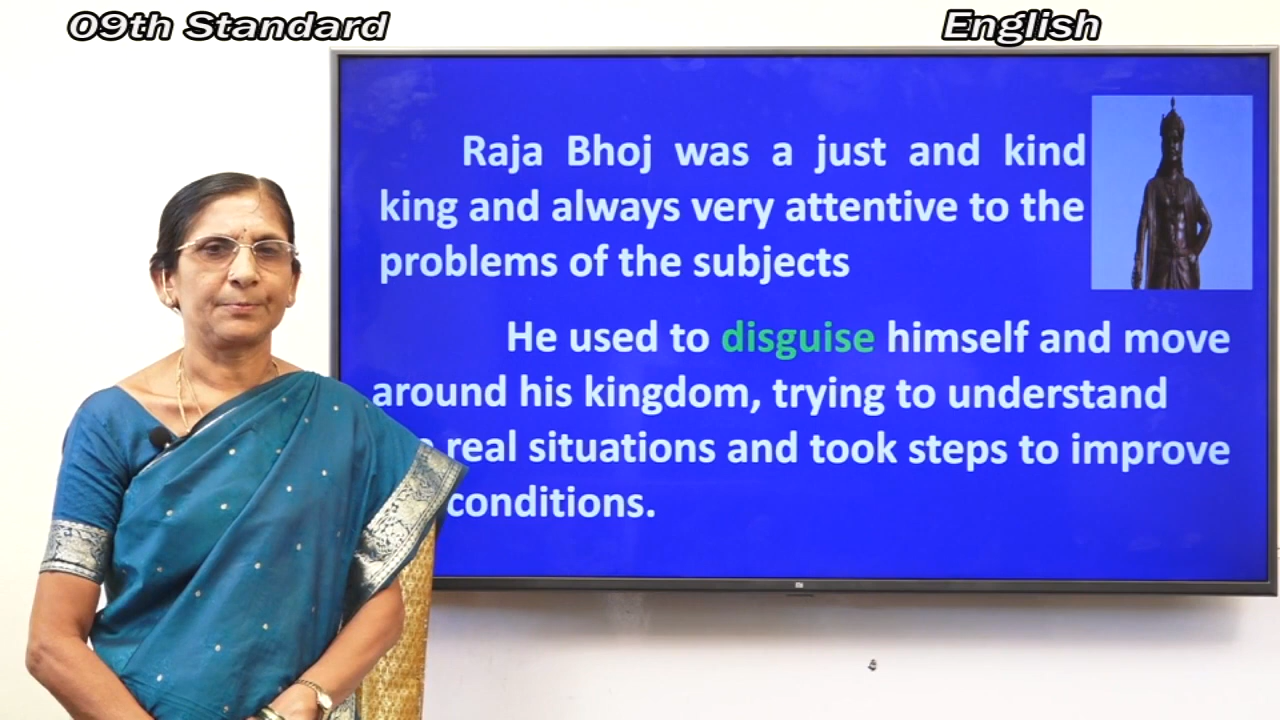 09th Standard
English
Raja Bhoj was a just and kind
king and always very attentive to the
problems of the subjects
He used to disguise himself and move
around his kingdom, trying to understand
real situations and took steps to improve
conditions.